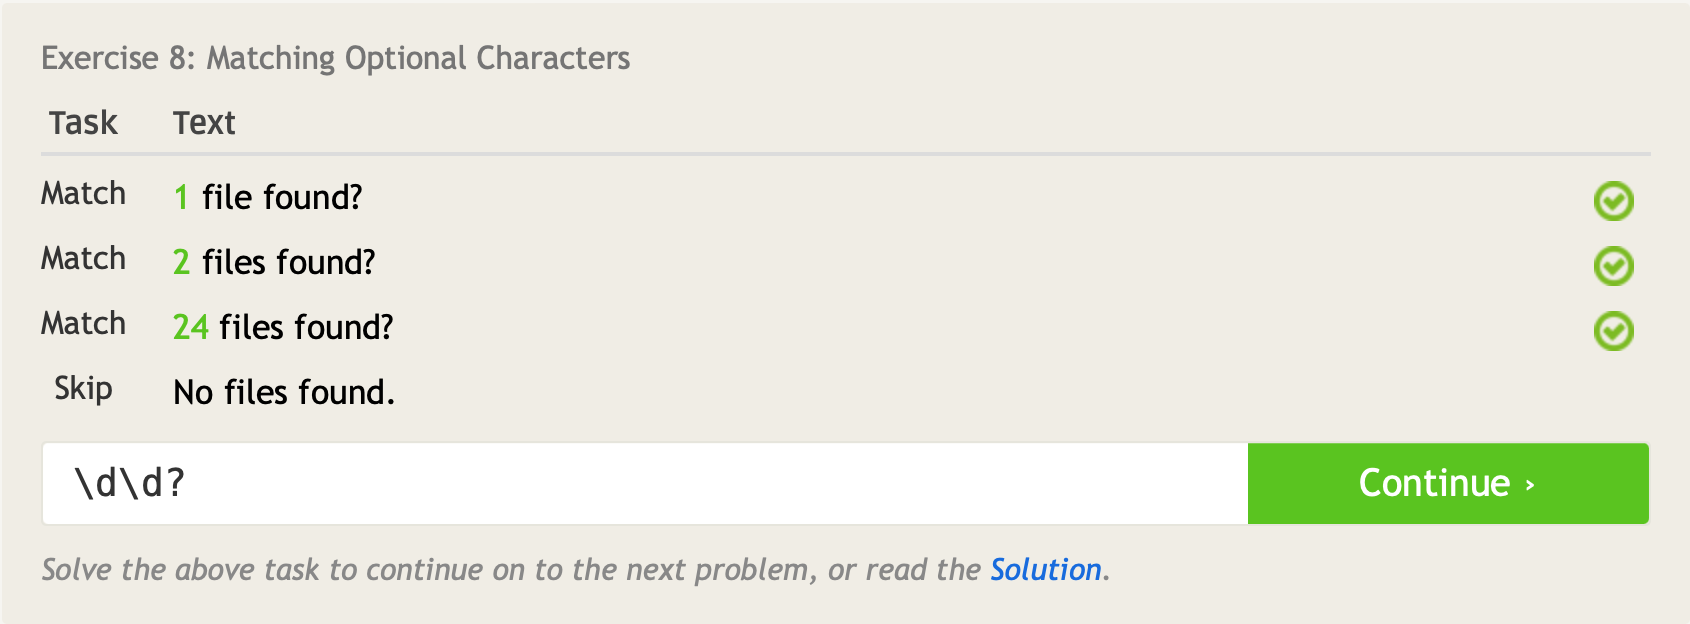 Exercise 8: Matching Optional Characters
Task Text
Match 1 file found?
Match 2 files found?
Match 24 files found?
Skip No files found.
\d\d? Continue ›
Solve the above task to continue on to the next problem, or read the Solution.